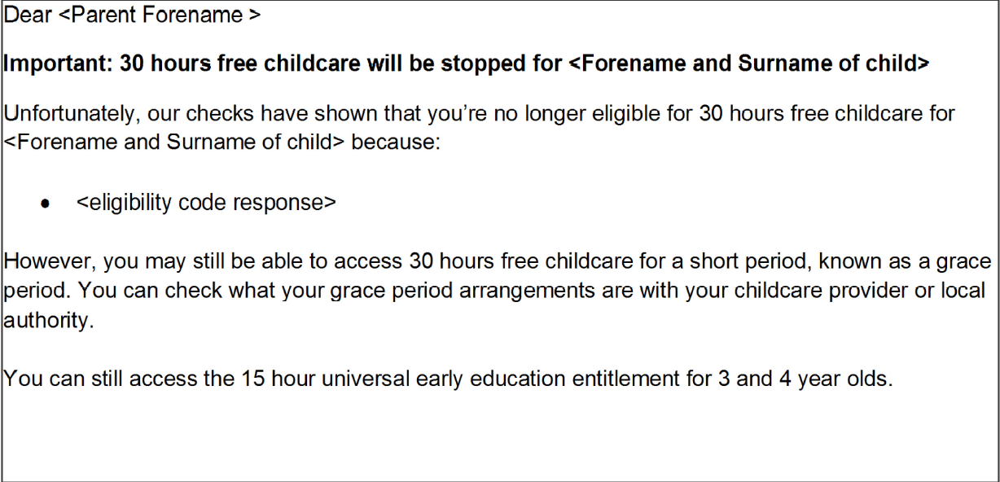 Dear <Parent Forename >
Important: 30 hours free childcare will be stopped for <Forename and Surname of child>
Unfortunately, our checks have shown that you’re no longer eligible for 30 hours free childcare for
<Forename and Surname of child> because:
• <eligibility code response>
However, you may still be able to access 30 hours free childcare for a short period, known as a grace
period. You can check what your grace period arrangements are with your childcare provider or local
authority.
You can still access the 15 hour universal early education entitlement for 3 and 4 year olds.